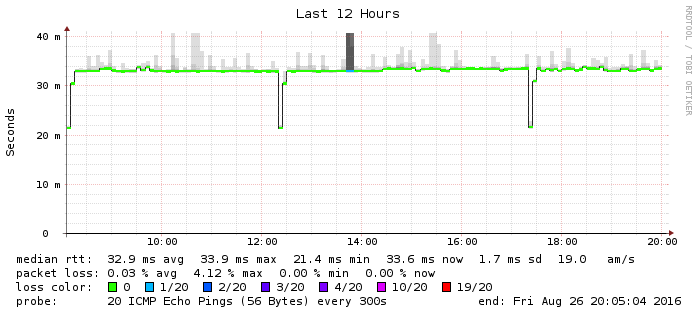 Last 12 Hours
RRDTOOL / TOBI OETIKER
Seconds
40 m
30 m
20 m
10 m
0
10:00 12:00 14:00 16:00 18:00 20:00
median rtt: 32.9 ms avg 33.9 ms max 21.4 ms min 33.6 ms now 1.7 ms sd 19.0 am/s
packet loss: 0.03 % avg 4.12 % max 0.00 % min 0.00 % now
loss color: 0 1/20 2/20 3/20 4/20 10/20 19/20
probe: 20 ICMP Echo Pings (56 Bytes) every 300s end: Fri Aug 26 20:05:04 2016